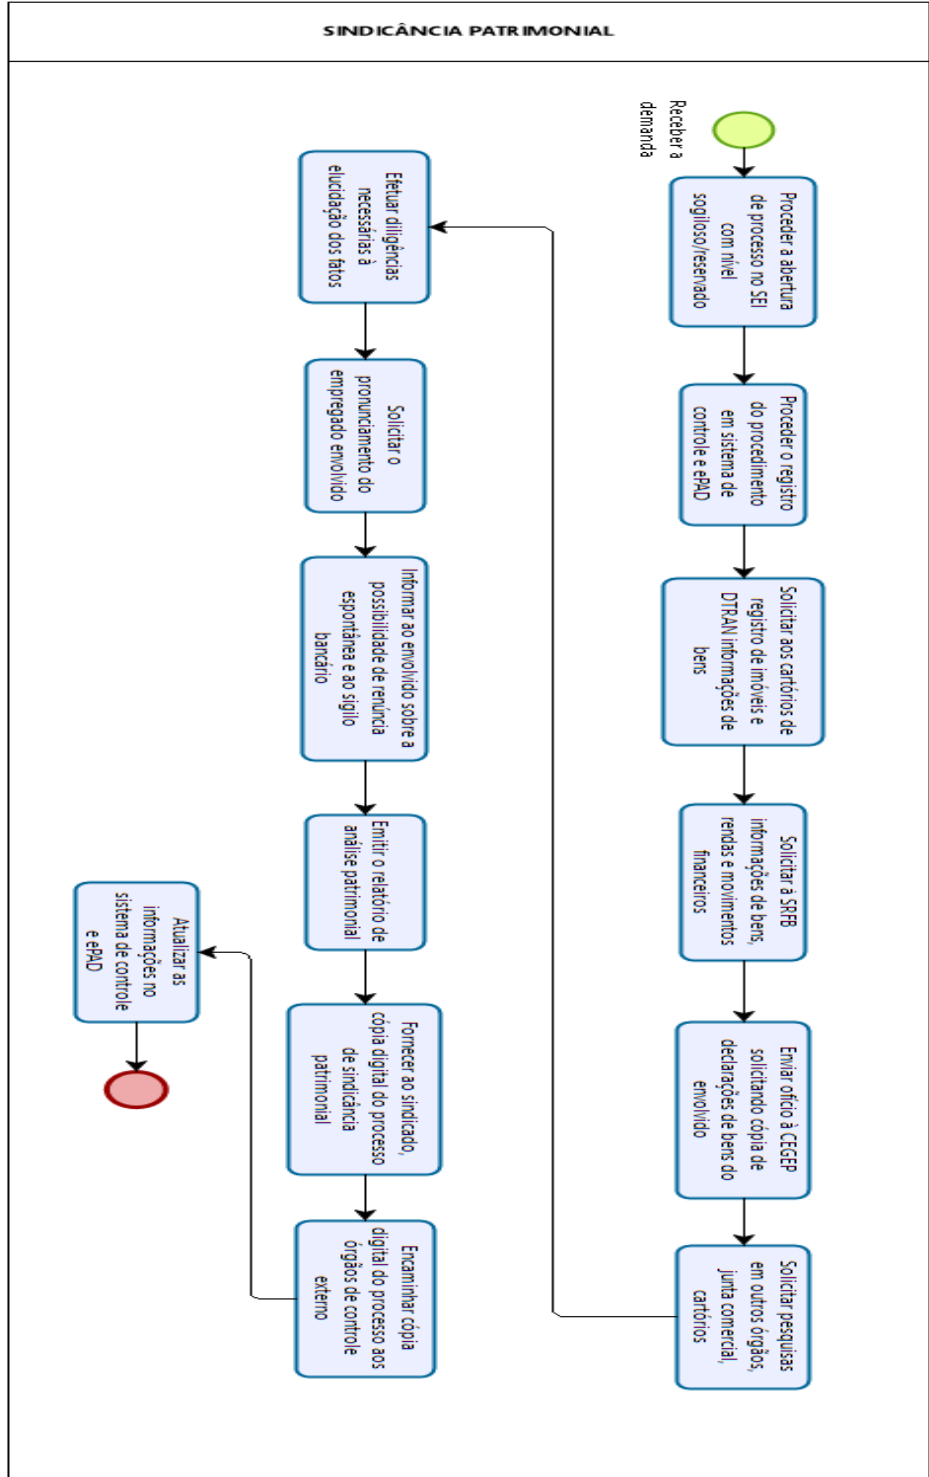 SINDICÂNCIA PATRIMONIAL
Receber a
demanda
Proceder a abertura
de processo no SEI
com nível
sogiloso/reservado
Proceder o registro
do procedimento
em sistema de
controle e ePAD
Solicitar aos cartórios de
registro de imóveis e
DTRAN informações de
bens
Solicitar à SRFB
informações de bens,
rendas e movimentos
financeiros
Enviar ofício à CEGEP
solicitando cópia de
declarações de bens do
envolvido
Solicitar pesquisas
em outros órgãos,
junta comercial,
cartórios
Efetuar diligências
necessárias à
elucidação dos fatos
Solicitar o
pronunciamento do
empregado envolvido
Informar ao envolvido sobre a
possibilidade de renúncia
espontânea e ao sigilo
bancário
Emitir o relatório de
análise patrimonial
Fornecer ao sindicado,
cópia digital do processo
de sindicância
patrimonial
Encaminhar cópia
digital do processo aos
órgãos de controle
externo
Atualizar as
informações no
sistema de controle
e ePAD